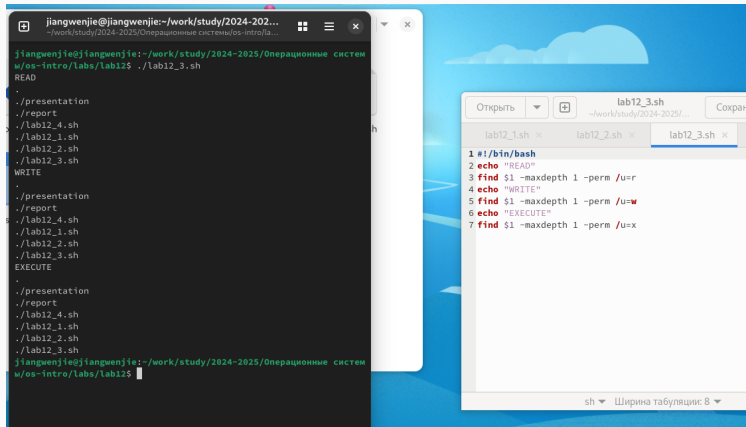 jiangwenjie@jiangwenjie:~/work/study/2024-202...
~/work/study/2024-2025/Операционные системы/os-intro/la...
jiangwenjie@jiangwenjie:~/work/study/2024-2025/Операционные систем
ы/os-intro/labs/lab12$ ./lab12_3.sh
READ
.
./presentation
./report
./lab12_4.sh
./lab12_1.sh
./lab12_2.sh
./lab12_3.sh
WRITE
.
./presentation
./report
./lab12_4.sh
./lab12_1.sh
./lab12_2.sh
./lab12_3.sh
EXECUTE
.
./presentation
./report
./lab12_4.sh
./lab12_1.sh
./lab12_2.sh
./lab12_3.sh
jiangwenjie@jiangwenjie:~/work/study/2024-2025/Операционные систем
ы/os-intro/labs/lab12$
h
Открыть
lab12_3.sh
~/work/study/2024-2025/...
Сохран
lab12_1.sh × lab12_2.sh × lab12_3.sh ×
1 #!/bin/bash
2 echo "READ"
3 find $1 -maxdepth 1 -perm /u=r
4 echo "WRITE"
5 find $1 -maxdepth 1 -perm /u=w
6 echo "EXECUTE"
7 find $1 -maxdepth 1 -perm /u=x
sh Ширина табуляции: 8